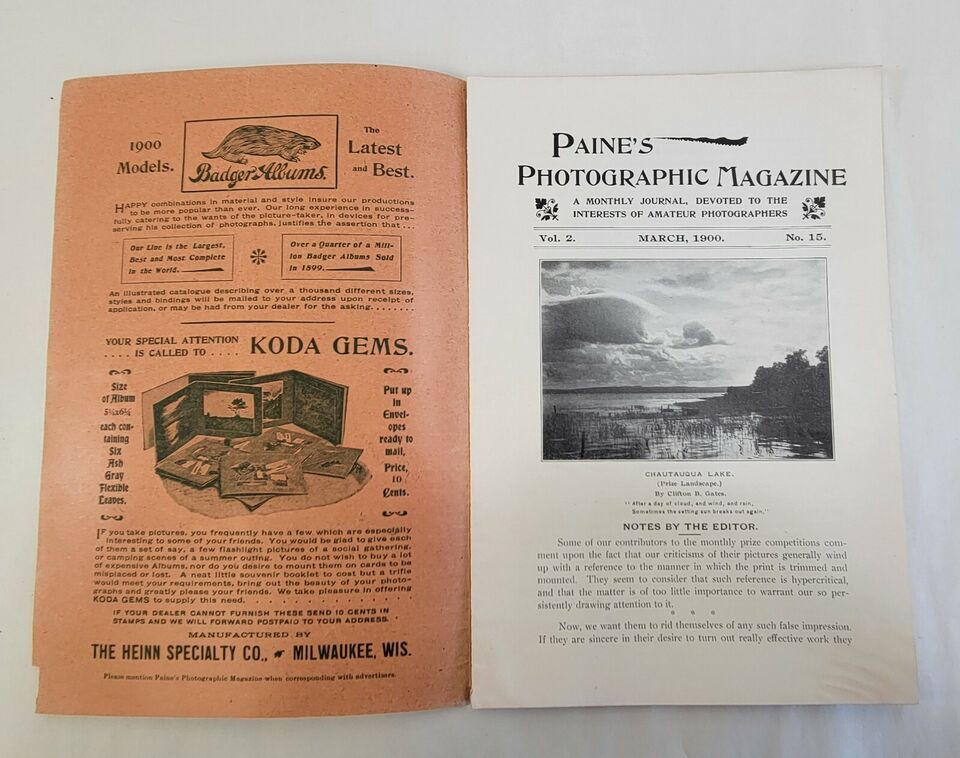 1900
Models.
Badger Albums.
The
Latest
and Best.
HAPPY combinations in material and style insure our productions
to be more popular than ever. Our long experience in success-
fully catering to the wants of the picture-taker, in devices for pre-
serving his collection of photographs, justifies the assertion that ...
Our Line is the Largest,
Best and Most Complete
in the World.
Over a Quarter of a Mill-
ion Badger Albums Sold
in 1899.
An illustrated catalogue describing over a thousand different sizes,
styles and bindings will be mailed to your address upon receipt of
application, or may be had from your dealer for the asking........
YOUR SPECIAL ATTENTION
.... IS CALLED TO ....
KODA GEMS.
Size
of Album
5½x6½
each con-
taining
Six
Ash
Gray
Flexible
Leaves.
Put up
in
Envel-
opes
ready to
mail,
Price,
10
Cents.
IF you take pictures, you frequently have a few which are especially
interesting to some of your friends. You would be glad to give each
of them a set of say, a few flashlight pictures of a social gathering,
or camping scenes of a summer outing. You do not wish to buy a lot
of expensive Albums, nor do you desire to mount them on cards to be
misplaced or lost. A neat little souvenir booklet to cost but a trifle
would meet your requirements, bring out the beauty of your photo-
graphs and greatly please your friends. We take pleasure in offering
KODA GEMS to supply this need. . . . . . . .
IF YOUR DEALER CANNOT FURNISH THESE SEND 10 CENTS IN
STAMPS AND WE WILL FORWARD POSTPAID TO YOUR ADDRESS.
MANUFACTURED BY
THE HEINN SPECIALTY CO., MILWAUKEE, WIS.
Please mention Paine's Photographic Magazine when corresponding with advertisers.
PAINE'S
PHOTOGRAPHIC MAGAZINE
A MONTHLY JOURNAL, DEVOTED TO THE
INTERESTS OF AMATEUR PHOTOGRAPHERS
Vol. 2. MARCH, 1900. No. 15.
CHAUTAUQUA LAKE.
(Prize Landscape.)
By Clifton B. Gates.
"After a day of cloud, and wind, and rain,
Sometimes the setting sun breaks out again."
NOTES BY THE EDITOR.
Some of our contributors to the monthly prize competitions com-
ment upon the fact that our criticisms of their pictures generally wind
up with a reference to the manner in which the print is trimmed and
mounted. They seem to consider that such reference is hypercritical,
and that the matter is of too little importance to warrant our so per-
sistently drawing attention to it.
* * *
Now, we want them to rid themselves of any such false impression.
If they are sincere in their desire to turn out really effective work they